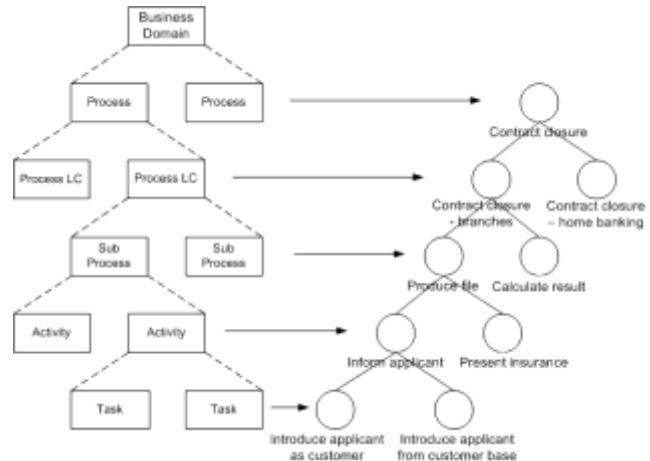 Business
Domain
Process
Process
Contract closure
Process LC
Process LC
Contract closure
- branches
Contract closure
– home banking
Sub
Process
Sub
Process
Produce file
Calculate result
Activity
Activity
Inform applicant
Present insurance
Task
Task
Introduce applicant
as customer
Introduce applicant
from customer base